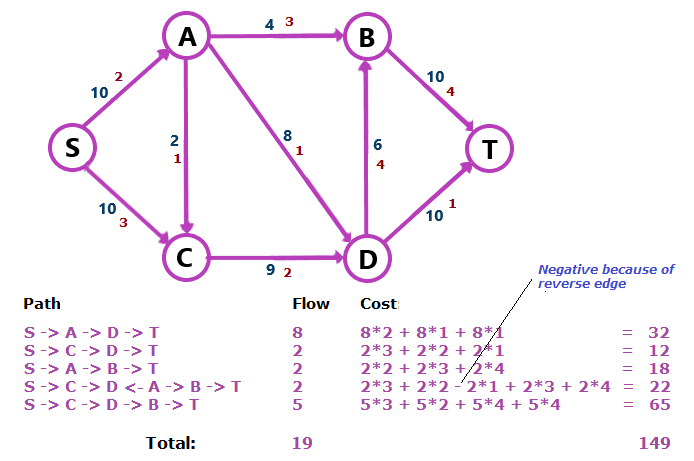 A
4 3
B
2
10
10
4
S
2
1
8
1
6
4
T
10
3
10
1
C
9 2
D
Negative because of
reverse edge
Path Flow Cost:
S -> A -> D -> T 8 8*2 + 8*1 + 8*1 = 32
S -> C -> D -> T 2 2*3 + 2*2 + 2*1 = 12
S -> A -> B -> T 2 2*2 + 2*3 + 2*4 = 18
S -> C -> D <- A -> B -> T 2 2*3 + 2*2 - 2*1 + 2*3 + 2*4 = 22
S -> C -> D -> B -> T 5 5*3 + 5*2 + 5*4 + 5*4 = 65
Total: 19 149